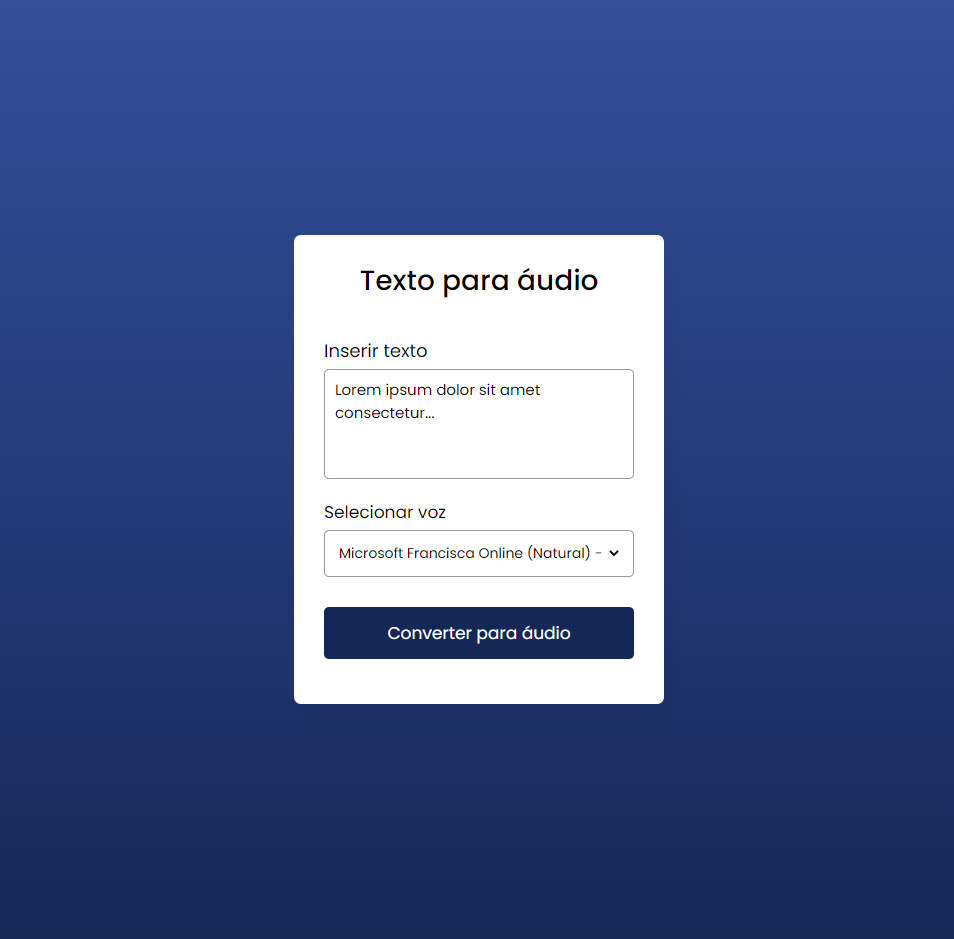 Texto para áudio
Inserir texto
Lorem ipsum dolor sit amet
consectetur...
Selecionar voz
Microsoft Francisca Online (Natural) -
Converter para áudio